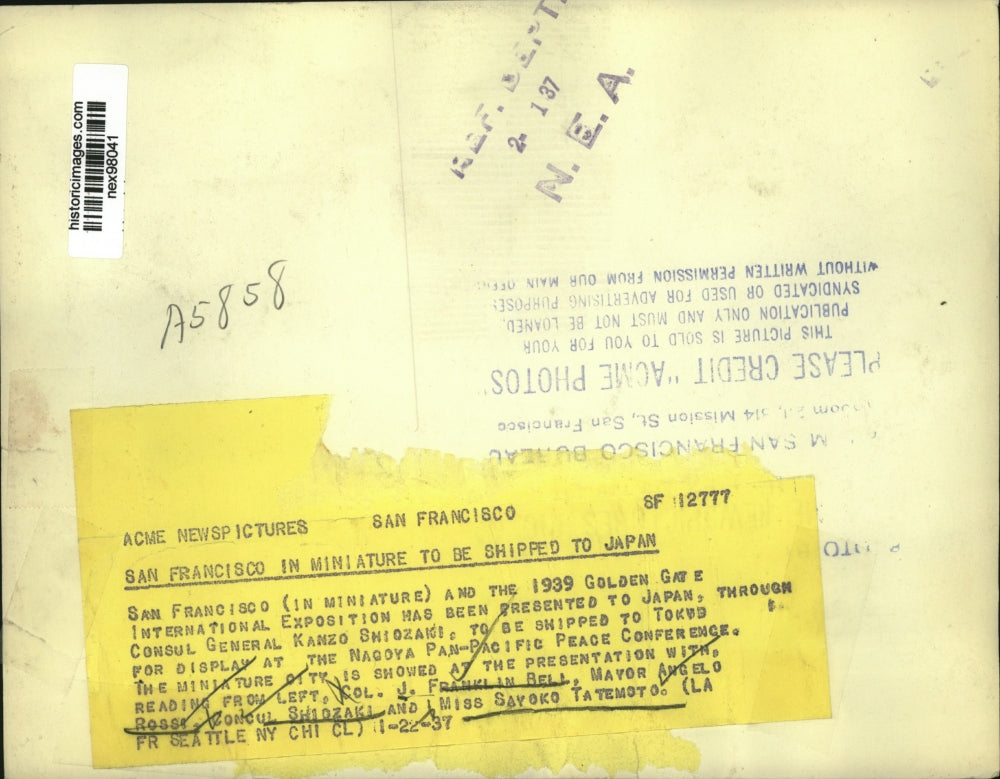 historicimages.com
nex98041
REF. DEPT
2 1 37
N. E. A.
A5858
WITHOUT WRITTEN PERMISSION FROM OUR MAIN
SYNDICATED OR USED FOR ADVERTISING PURPOSES
PUBLICATION ONLY AND MUST NOT BE LOANED,
THIS PICTURE IS SOLD TO YOU FOR YOUR
PLEASE CREDIT "ACME PHOTOS"
Mission St., San Francisco
SAN FRANCISCO BUREAU
ACME NEWSPICTURES SAN FRANCISCO SF 12777
SAN FRANCISCO IN MINIATURE TO BE SHIPPED TO JAPAN
SAN FRANCISCO (IN MINIATURE) AND THE 1939 GOLDEN GATE
INTERNATIONAL EXPOSITION HAS BEEN PRESENTED TO JAPAN, THROUGH
CONSUL GENERAL KANZO SHIOZAKI, TO BE SHIPPED TO
FOR DISPLAY AT THE NAGOYA PAN-PACIFIC PEACE CONFERENCE.
THE MINIATURE CITY IS SHOWED AT THE PRESENTATION WITH,
READING FROM LEFT, COL. J. FRANKLIN BELL, MAYOR ANGELO
ROSSI, CONSUL SHIOZAKI AND MISS SAYOKO TATEMOTO. (LA
FR SEATTLE NY CHI CL) 1-22-37